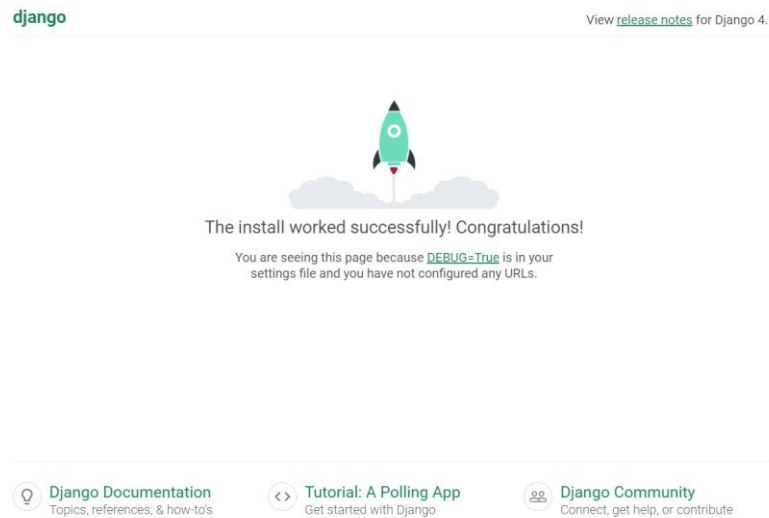 django
View release notes for Django 4.
The install worked successfully! Congratulations!
You are seeing this page because DEBUG=True is in your
settings file and you have not configured any URLs.
Django Documentation
Topics, references, & how-to's
Tutorial: A Polling App
Get started with Django
Django Community
Connect, get help, or contribute